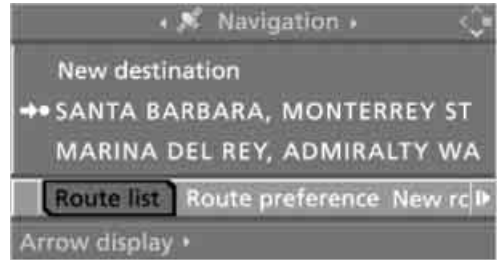 Navigation
New destination
SANTA BARBARA, MONTERREY ST
MARINA DEL REY, ADMIRALTY WA
Route list Route preference New rc
Arrow display